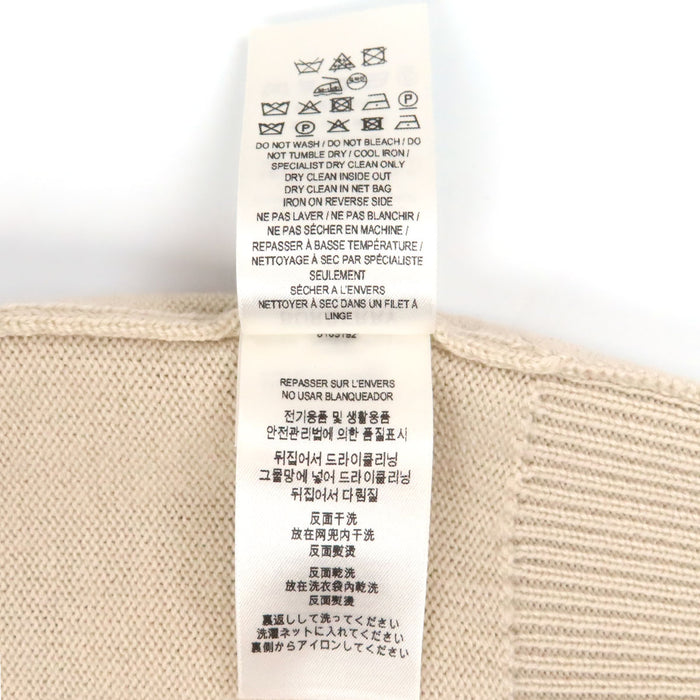 DO NOT WASH / DO NOT BLEACH / DO
NOT TUMBLE DRY / COOL IRON /
SPECIALIST DRY CLEAN ONLY
DRY CLEAN INSIDE OUT
DRY CLEAN IN NET BAG
IRON ON REVERSE SIDE
NE PAS LAVER / NE PAS BLANCHIR /
NE PAS SÉCHER EN MACHINE /
REPASSER À BASSE TEMPÉRATURE /
NETTOYAGE À SEC PAR SPÉCIALISTE
SEULEMENT
SÉCHER A L'ENVERS
NETTOYER À SEC DANS UN FILET À
LINGE
REPASSER SUR L'ENVERS
NO USAR BLANQUEADOR
전기용품 및 생활용품
안전관리법에 의한 품질표시
뒤집어서 드라이클리닝
그물망에 넣어 드라이클리닝
뒤집어서 다림질
反面干洗
放在网兜内干洗
反面熨烫
反面乾洗
放在洗衣袋內乾洗
反面熨燙
裏返しして洗ってください
洗濯ネットに入れてください
裏側からアイロンしてください